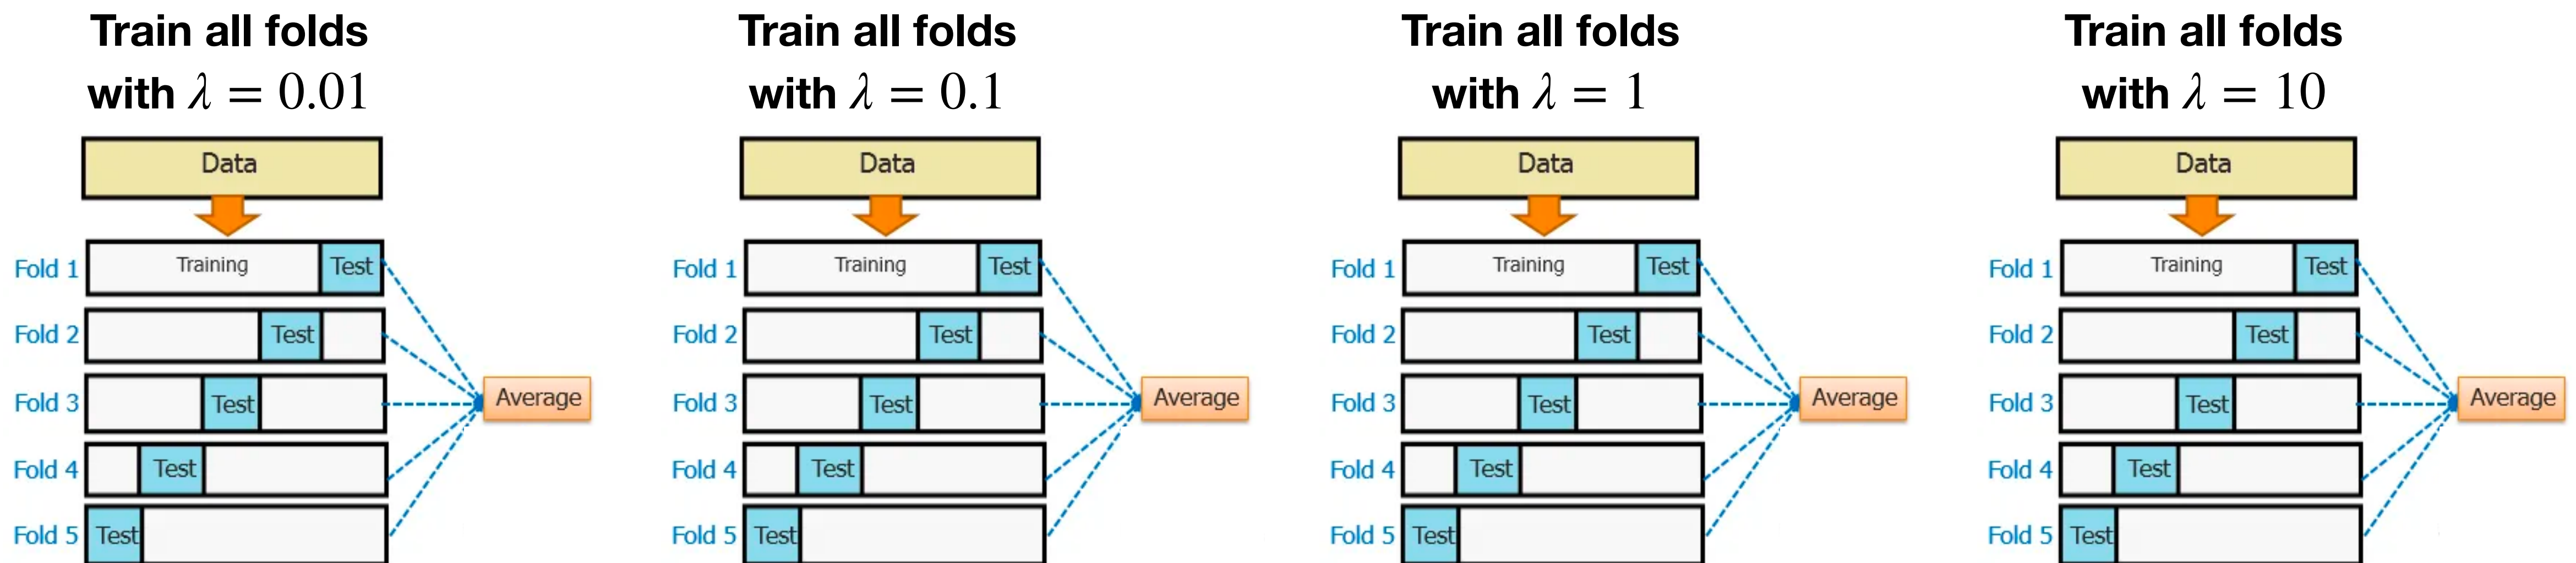 Train all folds
with λ = 0.01
Data
Fold 1 Training Test
Fold 2 Test
Fold 3 Test
Average
Fold 4 Test
Fold 5 Test
Train all folds
with λ = 0.1
Data
Fold 1 Training Test
Fold 2 Test
Fold 3 Test
Average
Fold 4 Test
Fold 5 Test
Train all folds
with λ = 1
Data
Fold 1 Training Test
Fold 2 Test
Fold 3 Test
Average
Fold 4 Test
Fold 5 Test
Train all folds
with λ = 10
Data
Fold 1 Training Test
Fold 2 Test
Fold 3 Test
Average
Fold 4 Test
Fold 5 Test